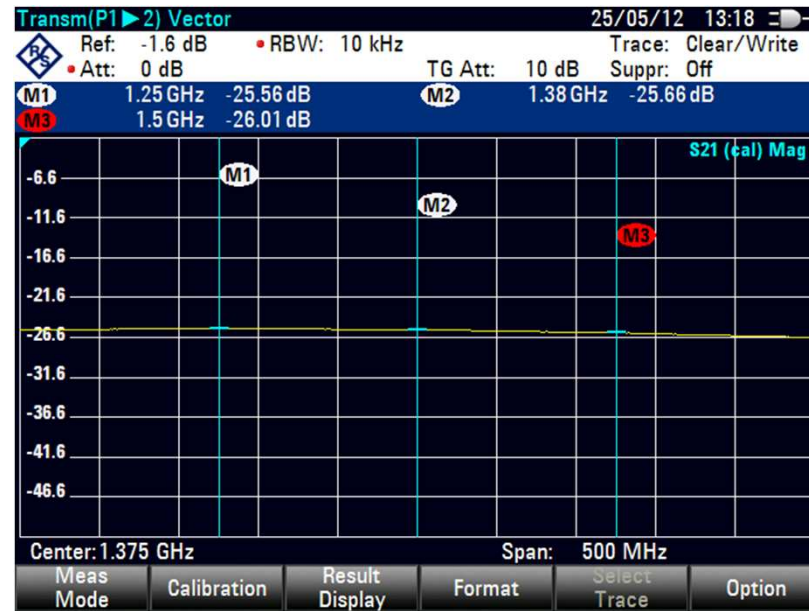 Transm(P1▶2) Vector 25/05/12 13:18
Ref: -1.6 dB • RBW: 10 kHz Trace: Clear/Write
• Att: 0 dB TG Att: 10 dB Suppr: Off
M1 1.25 GHz -25.56 dB M2 1.38 GHz -25.66 dB
M3 1.5 GHz -26.01 dB
S21 (cal) Mag
-6.6 M1
M2
-11.6
M3
-16.6
-21.6
-26.6
-31.6
-36.6
-41.6
-46.6
Center: 1.375 GHz Span: 500 MHz
Meas Mode Calibration Result Display Format Select Trace Option